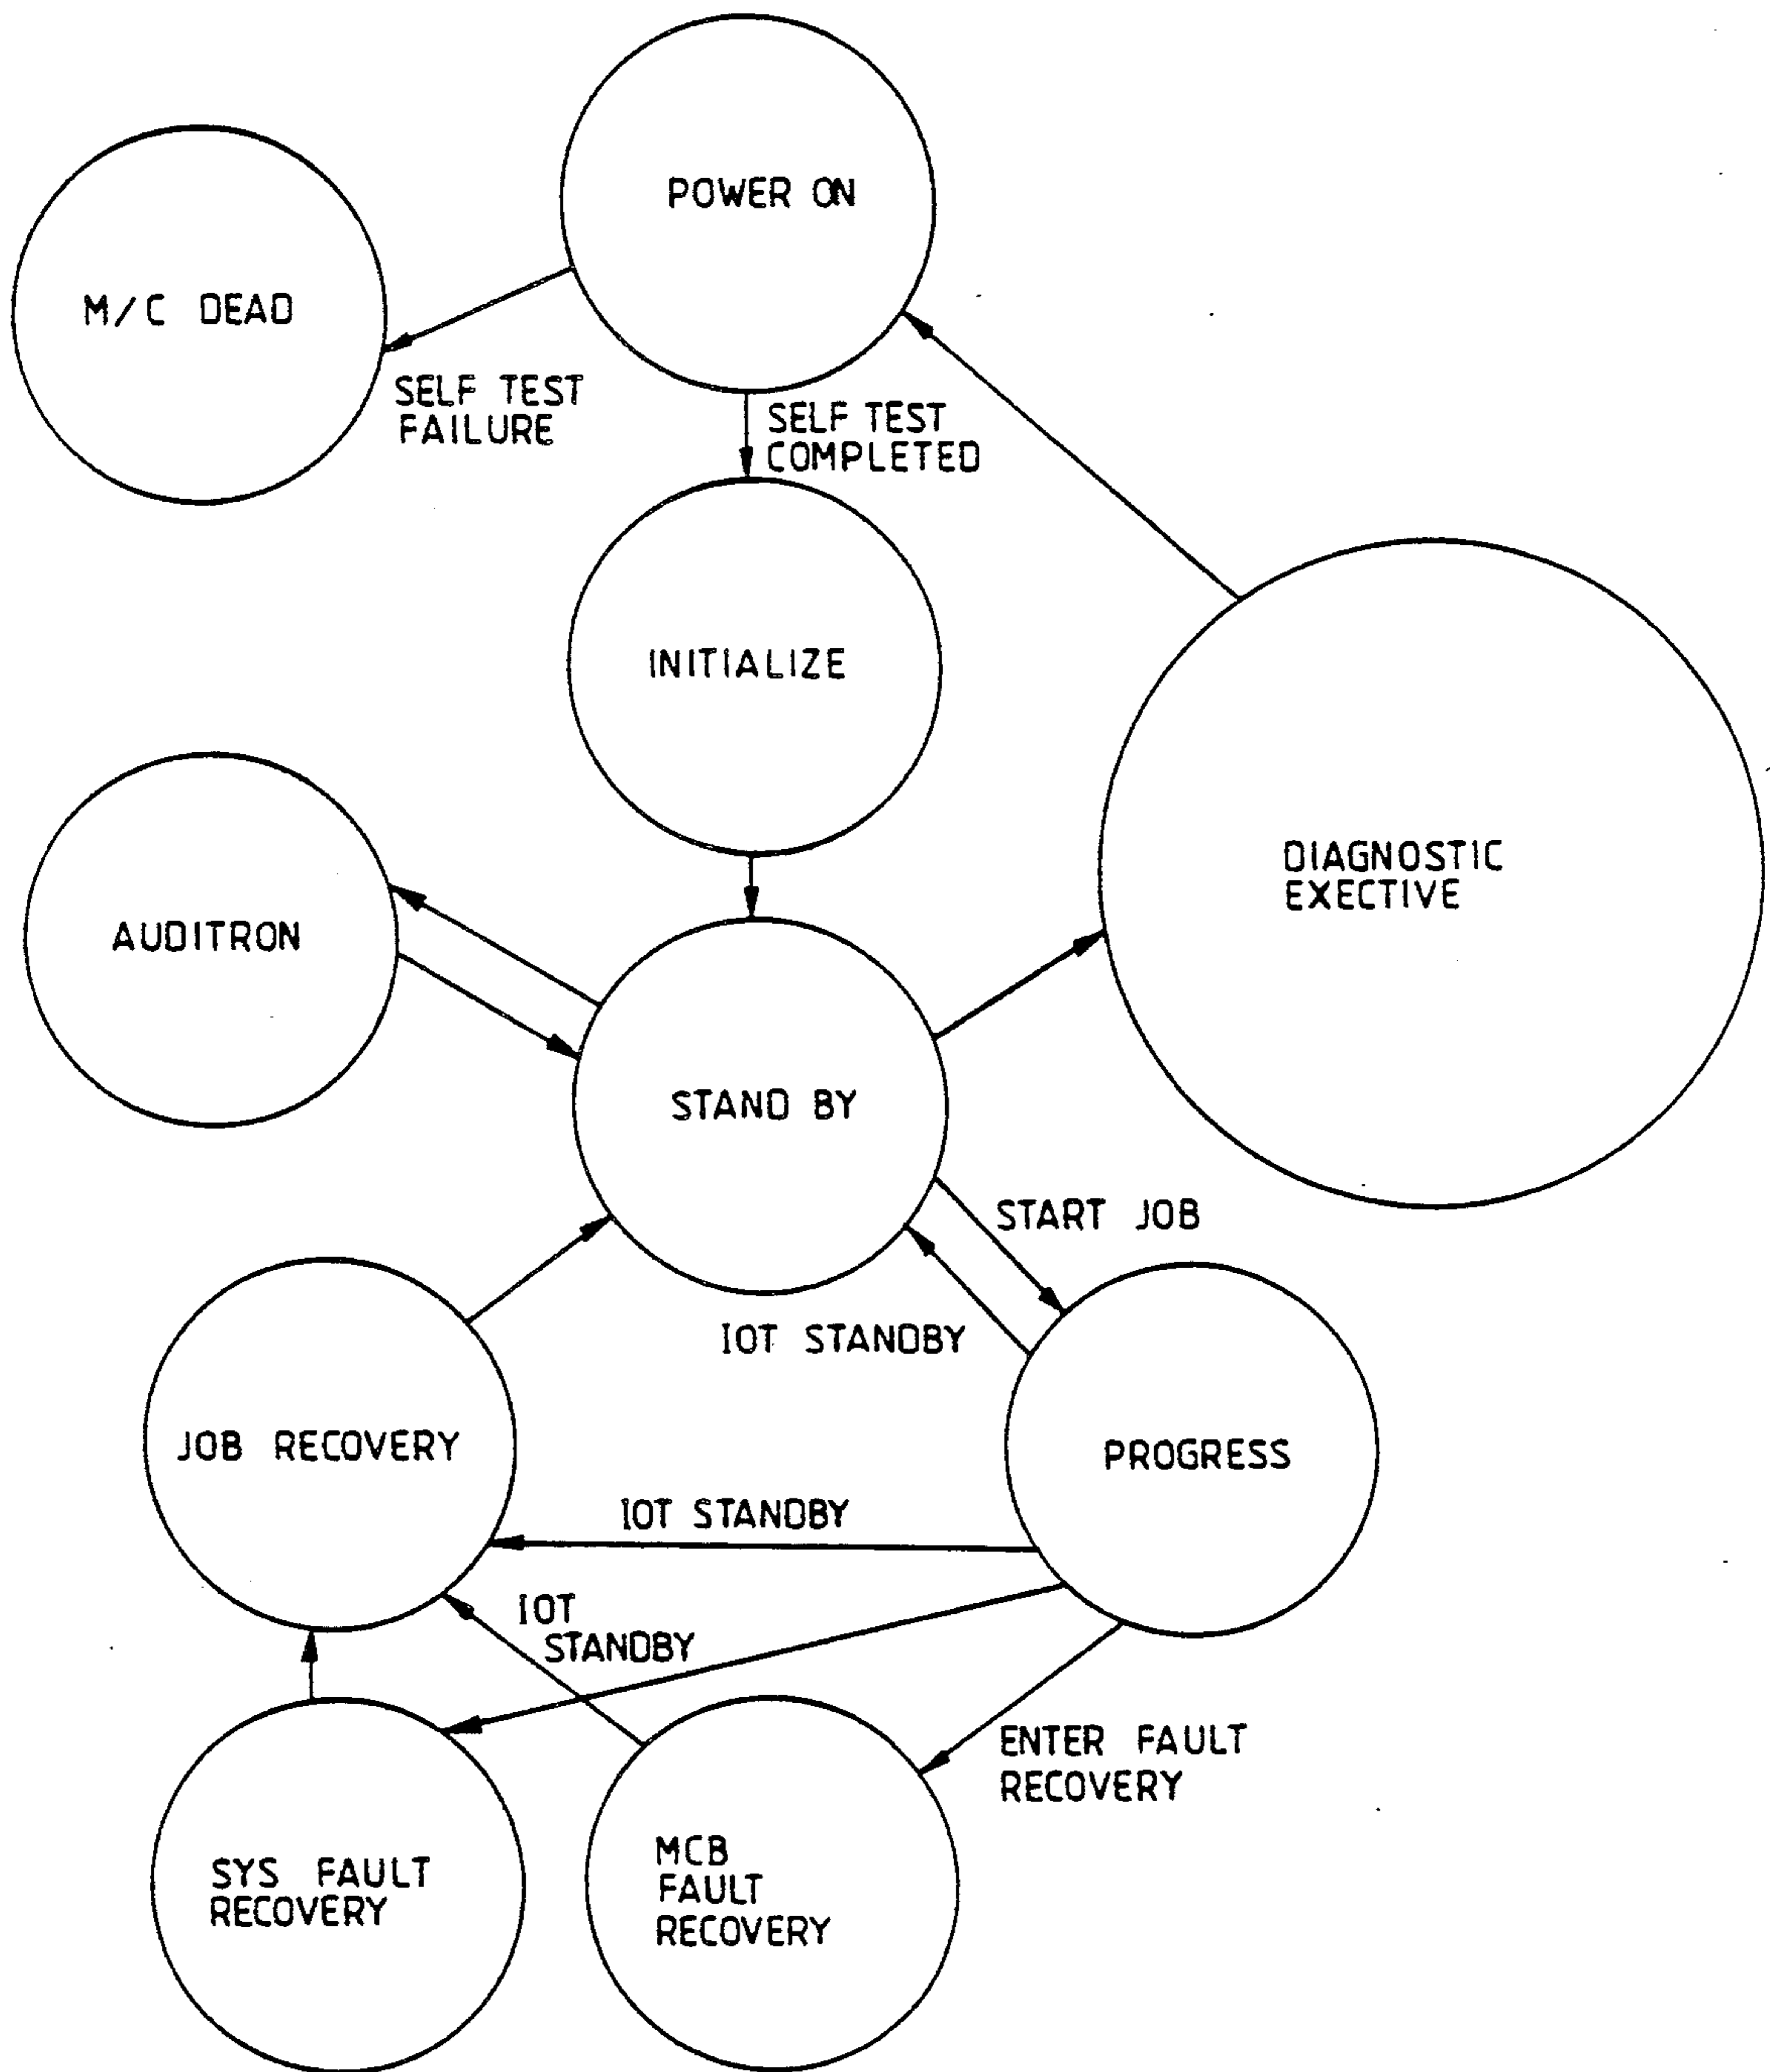 POWER ON
M/C DEAD
SELF TEST
FAILURE
SELF TEST
COMPLETED
INITIALIZE
DIAGNOSTIC
EXECTIVE
AUDITRON
STAND BY
START JOB
IOT STANDBY
JOB RECOVERY
PROGRESS
IOT STANDBY
IOT
STANDBY
ENTER FAULT
RECOVERY
SYS FAULT
RECOVERY
MCB
FAULT
RECOVERY